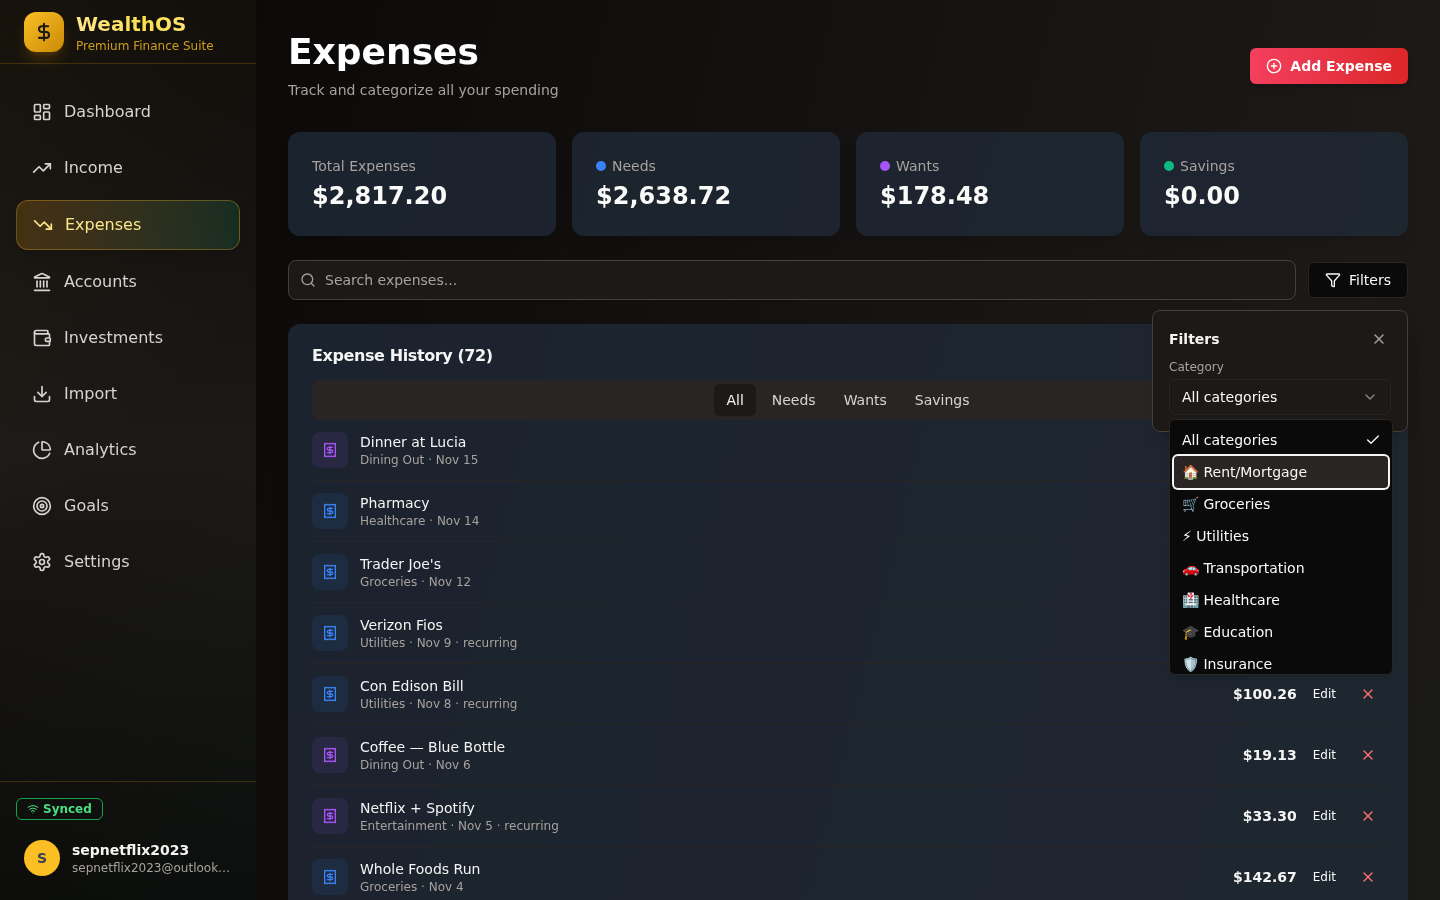 WealthOS
Premium Finance Suite
Dashboard
Income
Expenses
Accounts
Investments
Import
Analytics
Goals
Settings
Synced
S
sepnetflix2023
sepnetflix2023@outlook...
Expenses
Track and categorize all your spending
Add Expense
Total Expenses
$2,817.20
Needs
$2,638.72
Wants
$178.48
Savings
$0.00
Search expenses...
Filters
Expense History (72)
All Needs Wants Savings
Dinner at Lucia
Dining Out · Nov 15
Pharmacy
Healthcare · Nov 14
Trader Joe's
Groceries · Nov 12
Verizon Fios
Utilities · Nov 9 · recurring
Con Edison Bill
Utilities · Nov 8 · recurring
$100.26 Edit
Coffee — Blue Bottle
Dining Out · Nov 6
$19.13 Edit
Netflix + Spotify
Entertainment · Nov 5 · recurring
$33.30 Edit
Whole Foods Run
Groceries · Nov 4
$142.67 Edit
Filters
Category
All categories
All categories
🏠 Rent/Mortgage
🛒 Groceries
⚡ Utilities
🚗 Transportation
🏥 Healthcare
🎓 Education
🛡️ Insurance